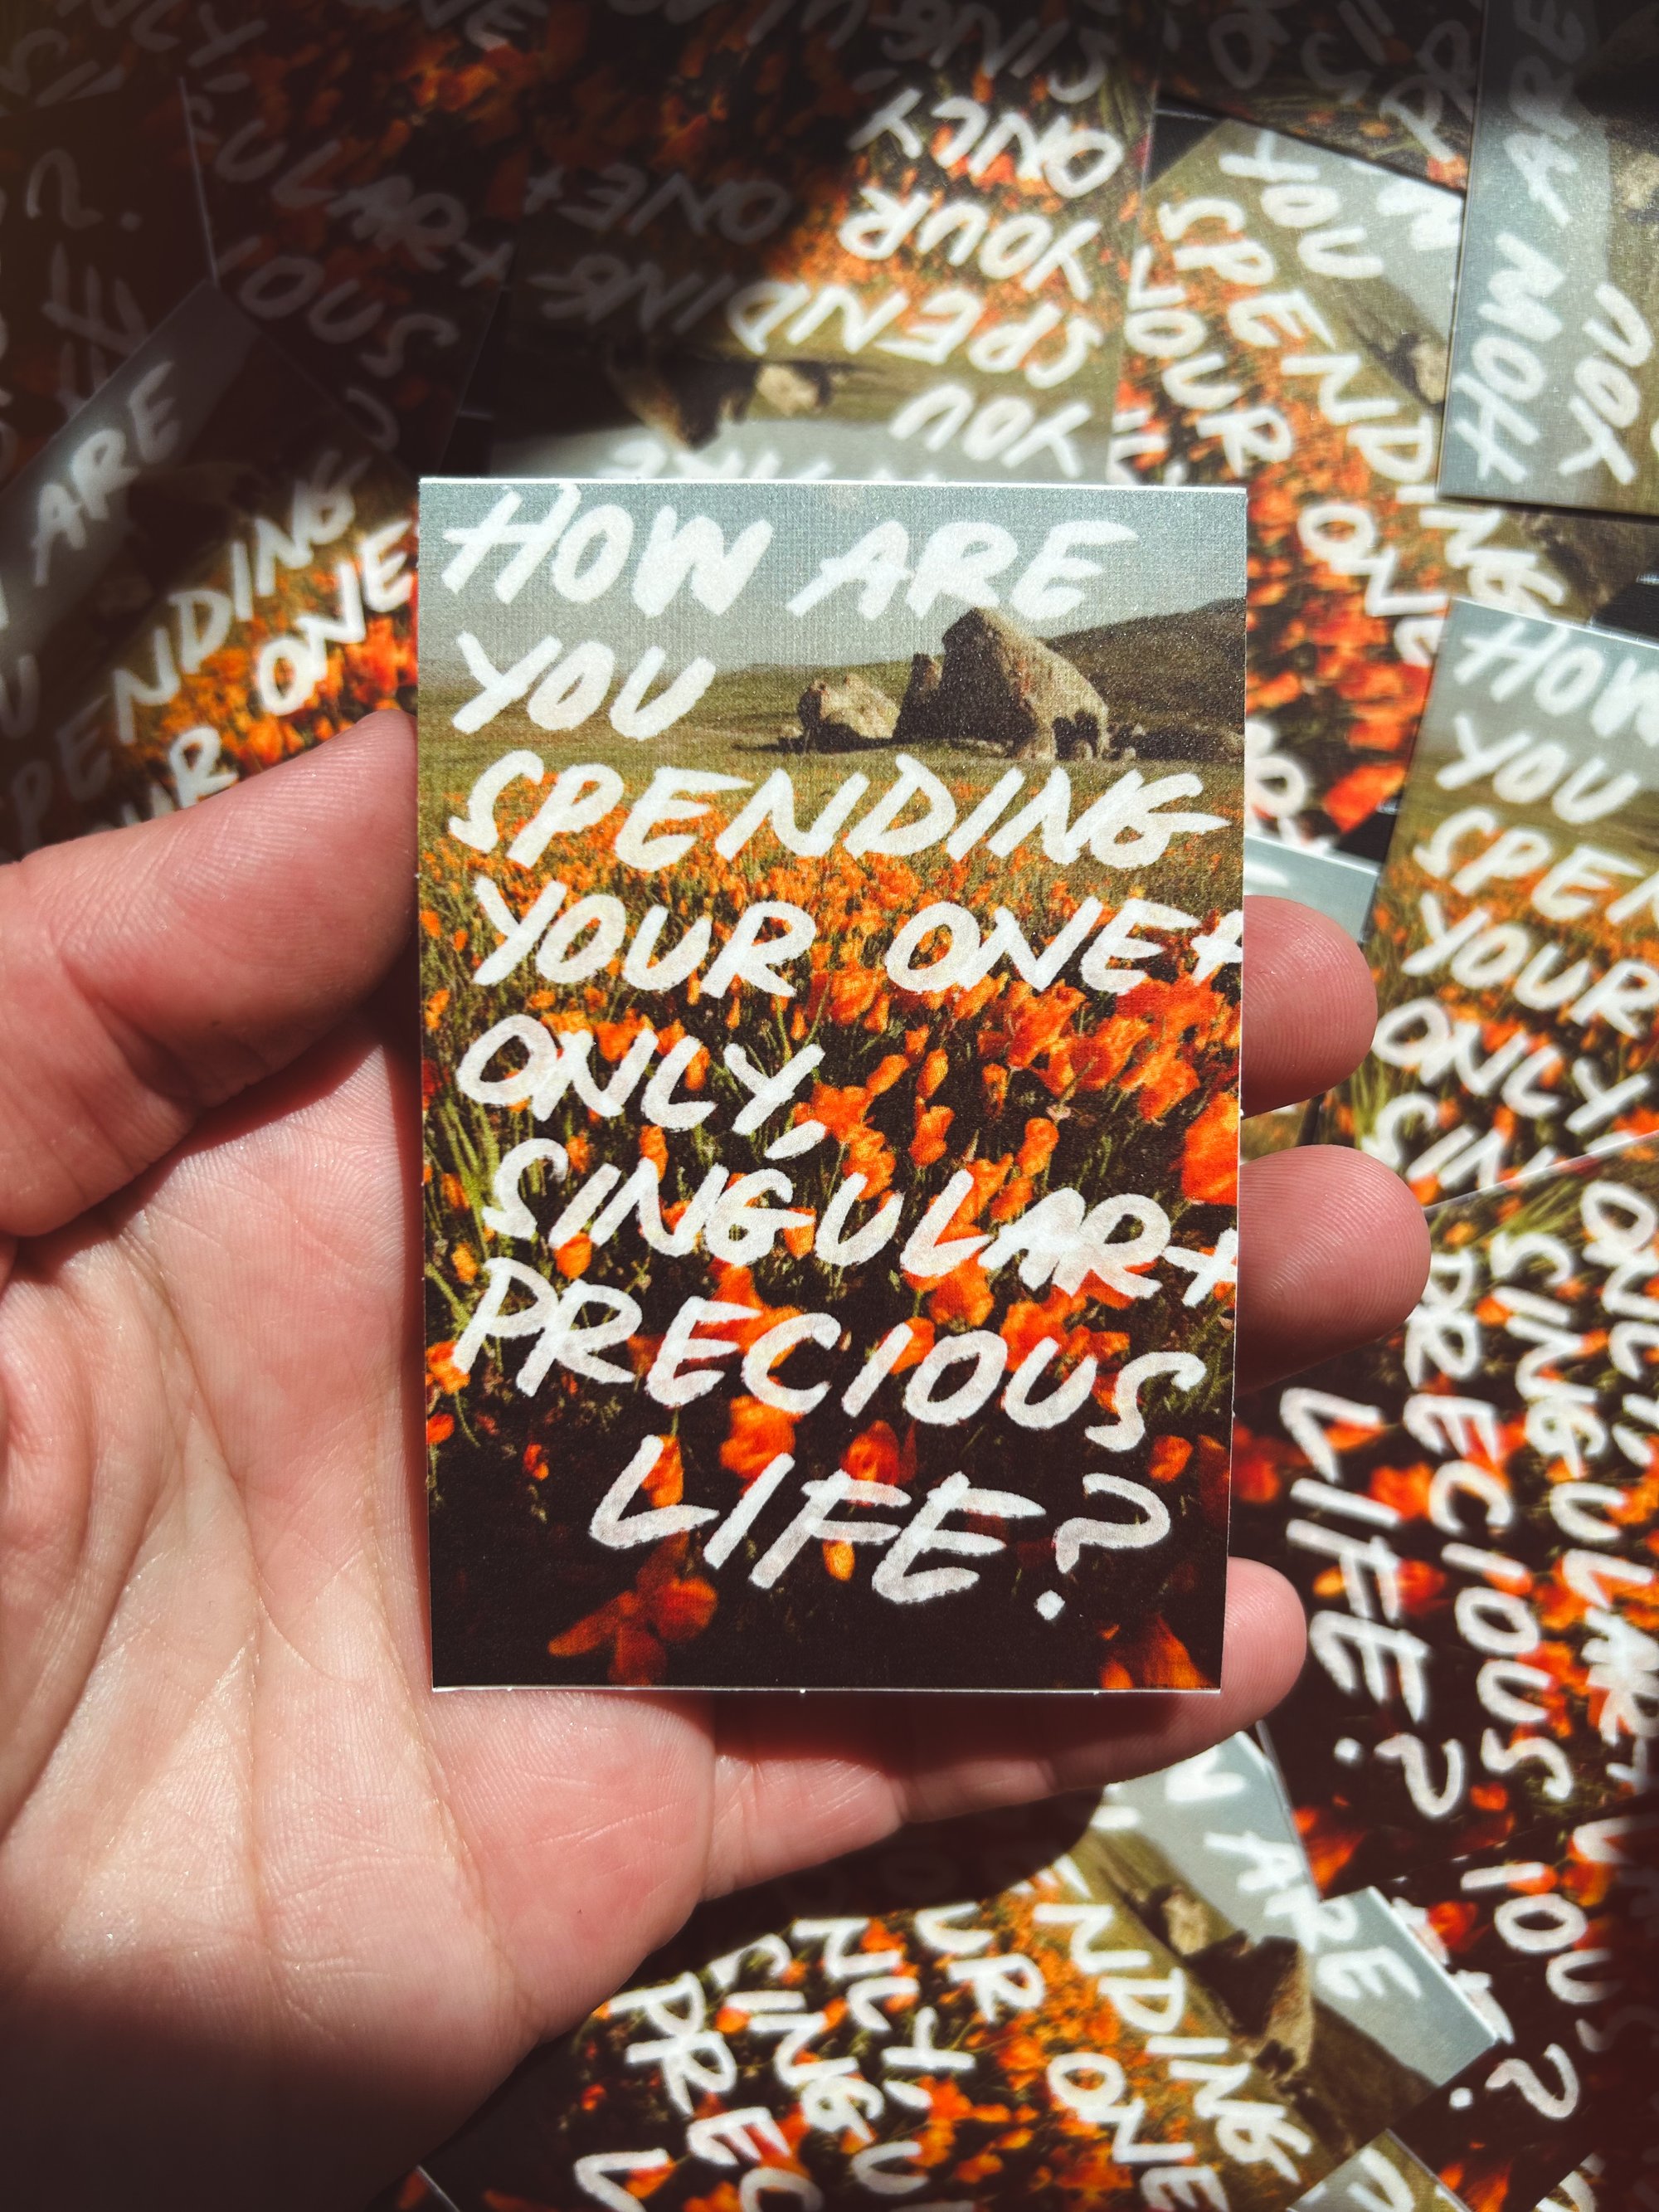 HOW ARE
YOU
SPENDING
YOUR ONE+
ONLY,
SINGULAR+
PRECIOUS
LIFE?